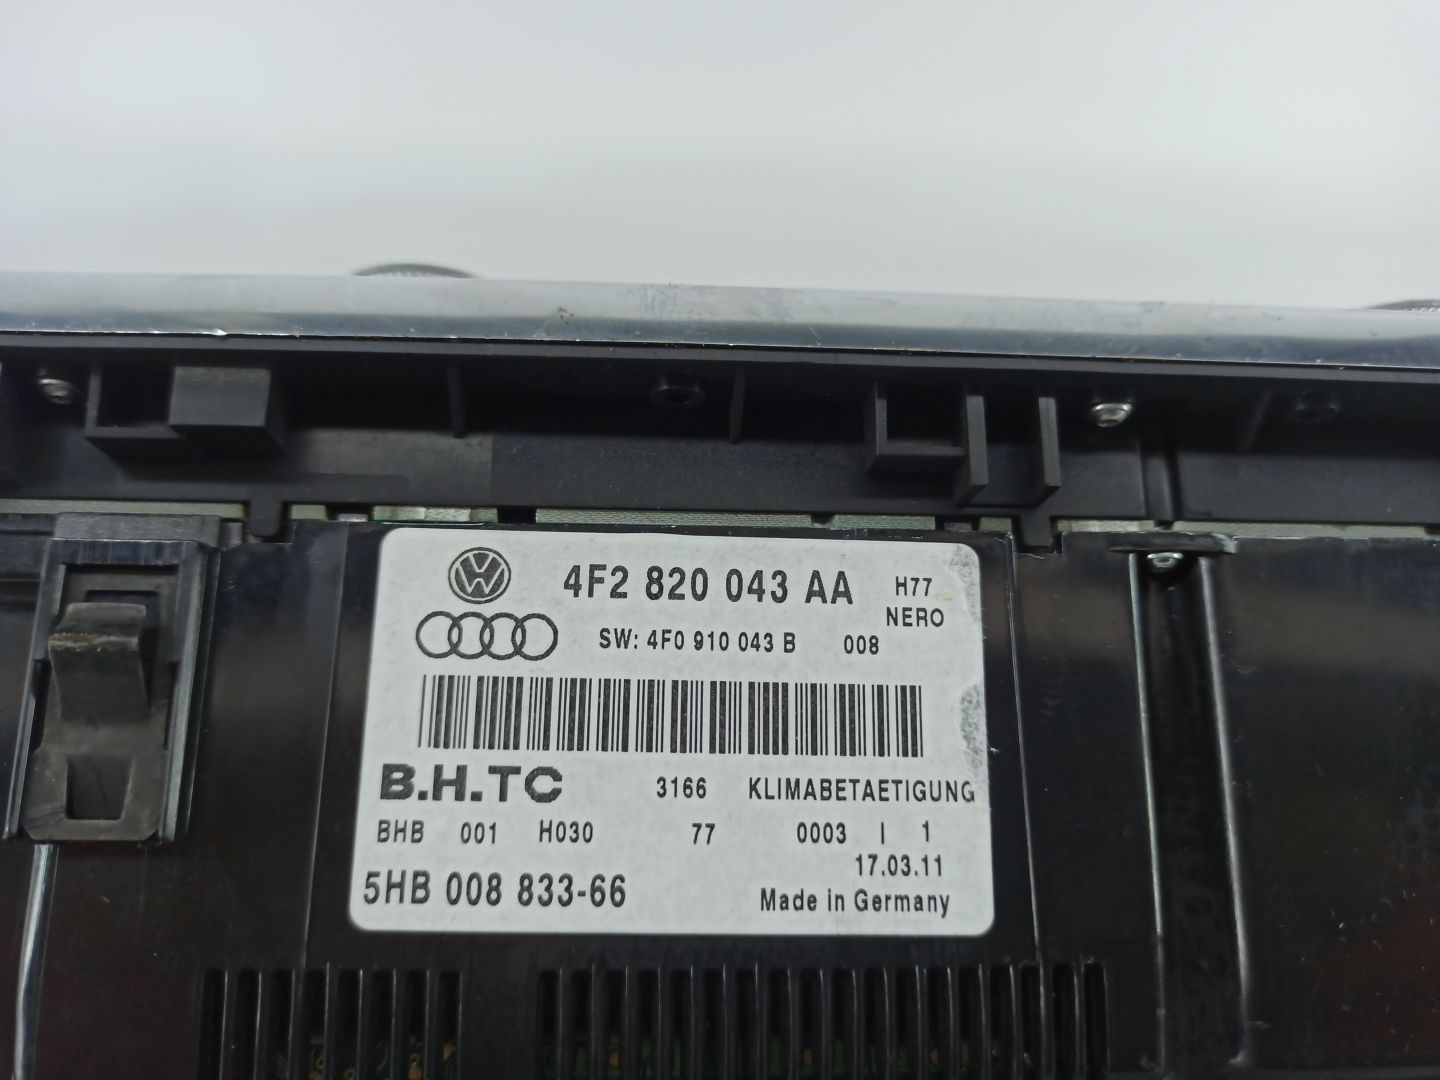 4F2 820 043 AA H77
NERO
SW: 4F0 910 043 B 008
B.H.TC 3166 KLIMABETAETIGUNG
BHB 001 H030 77 0003 | 1
17.03.11
5HB 008 833-66 Made in Germany